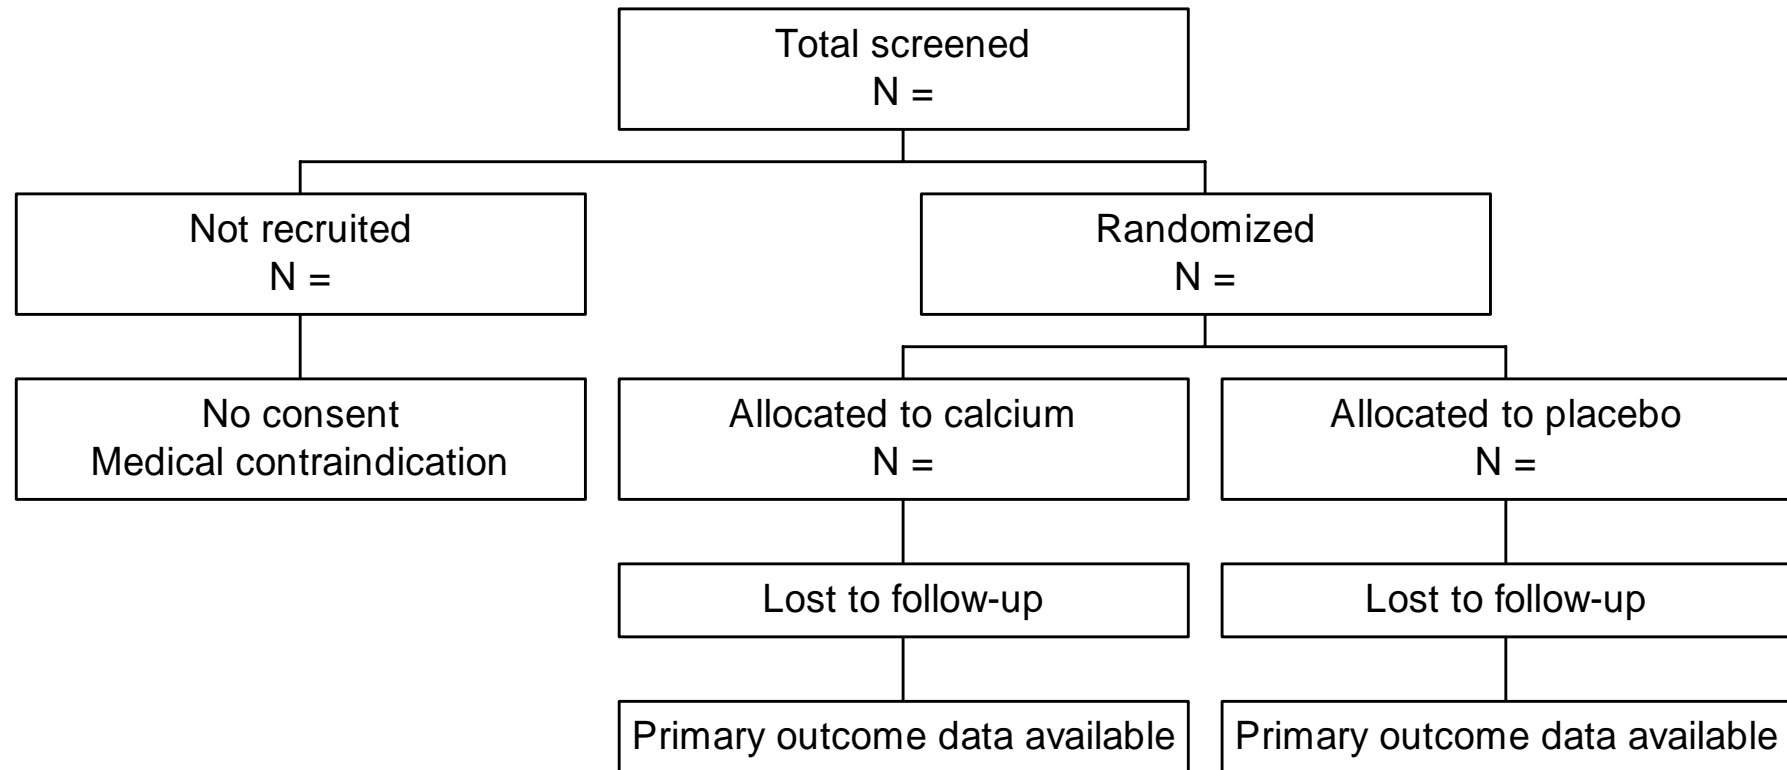 Total screened
N =
Not recruited
N =
Randomized
N =
No consent
Medical contraindication
Allocated to calcium
N =
Allocated to placebo
N =
Lost to follow-up
Lost to follow-up
Primary outcome data available
Primary outcome data available